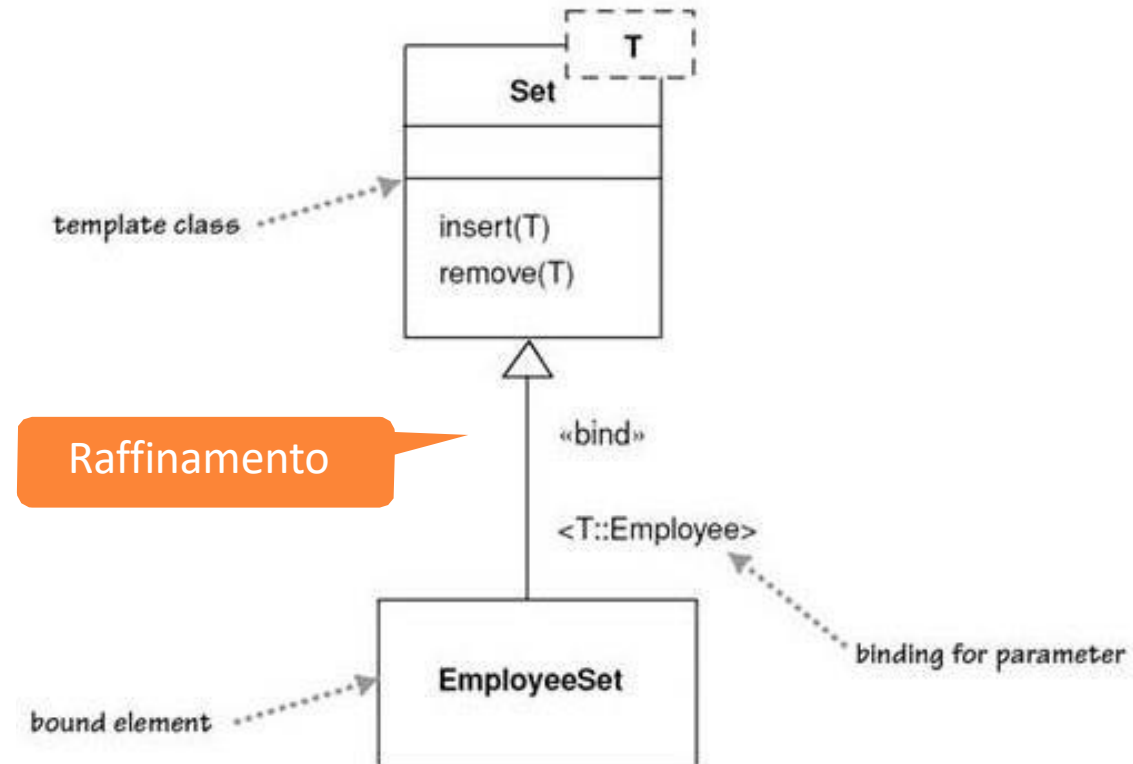 T
Set
template class
insert(T)
remove(T)
Raffinamento
«bind»
<T::Employee>
binding for parameter
EmployeeSet
bound element